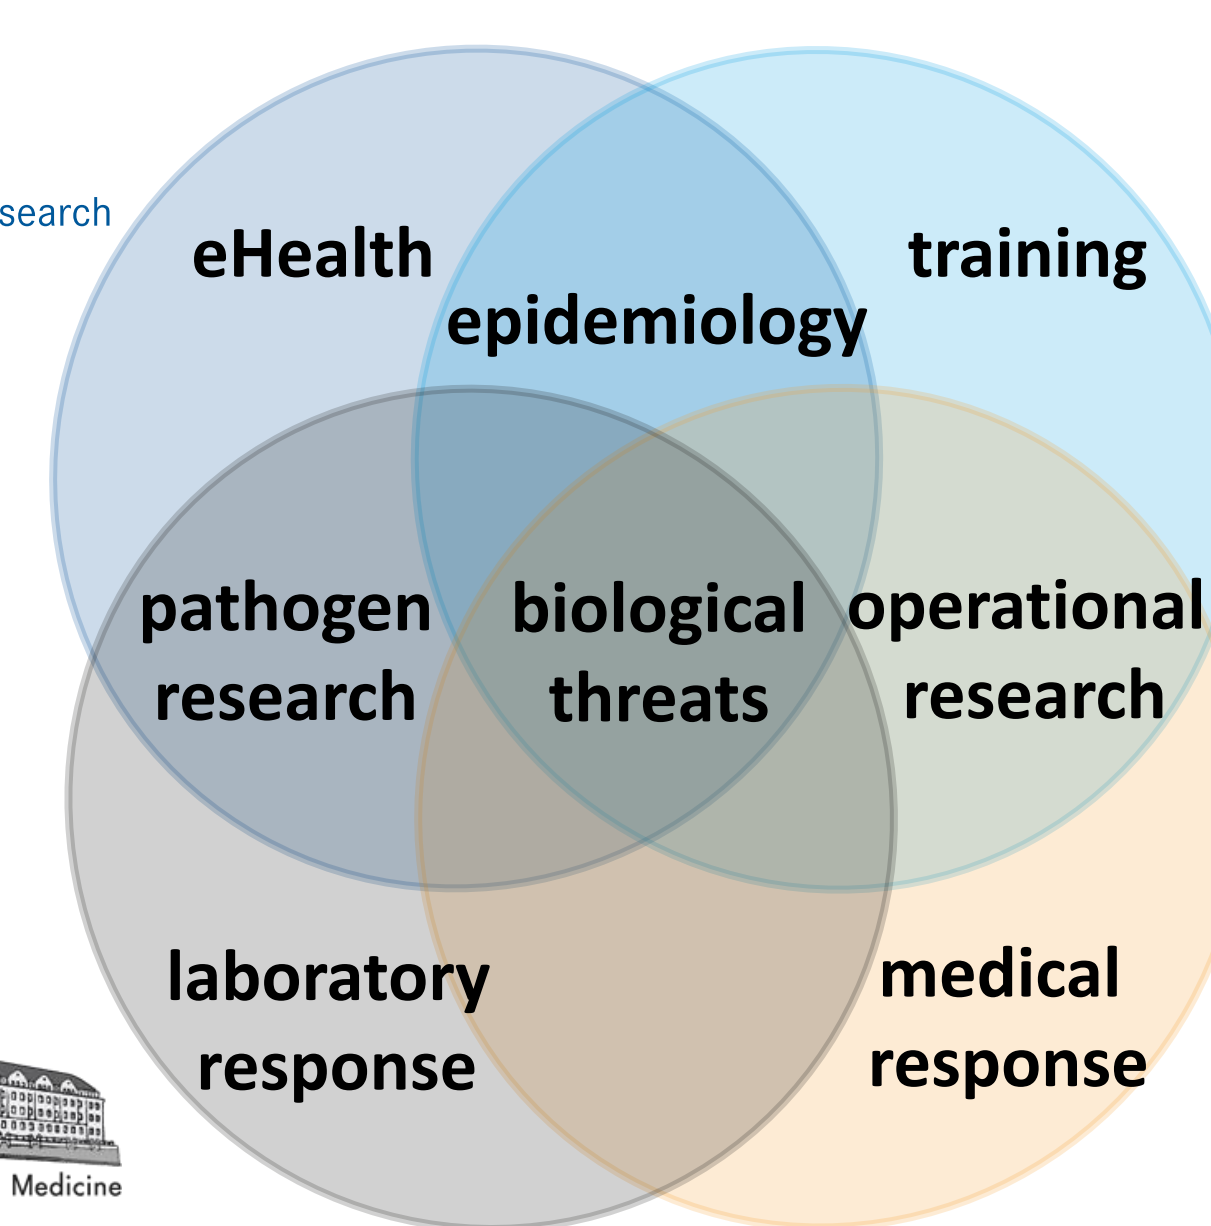 search
eHealth
training
epidemiology
pathogen
research
biological
threats
operational
research
laboratory
response
medical
response
Medicine